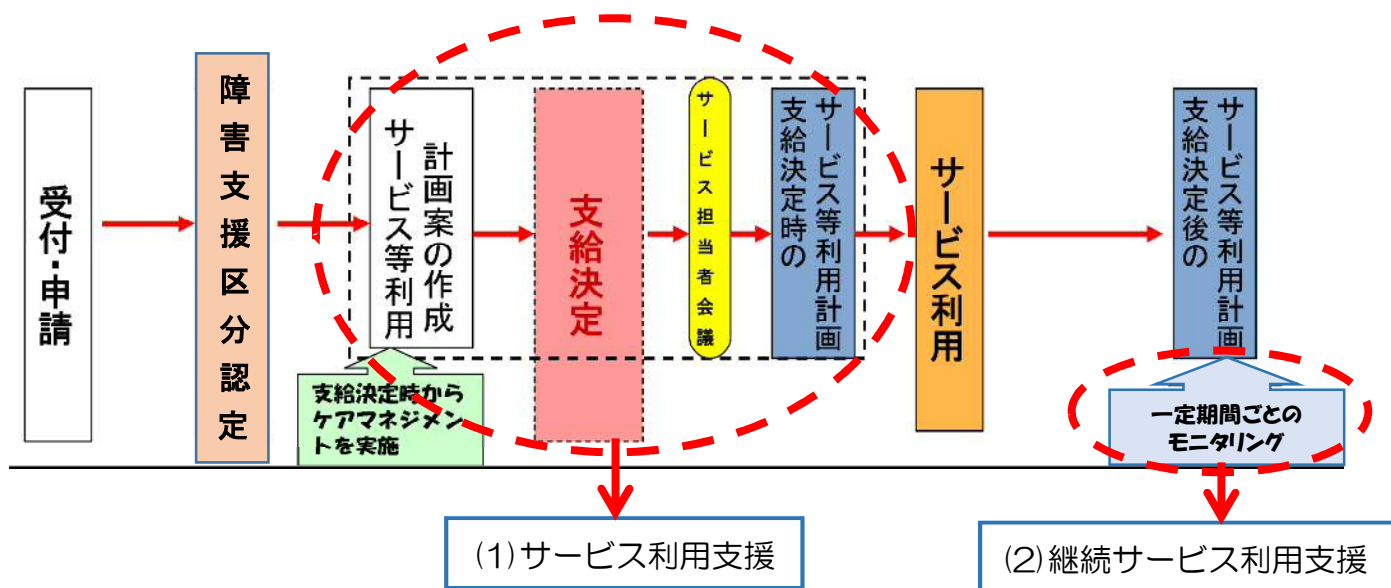 受付・申請
障害支援区分認定
サービス等利用
計画案の作成
支給決定時から
ケアマネジメン
トを実施
支給決定
サービス担当者会議
支給決定時の
サービス等利用計画
サービス利用
支給決定後の
サービス等利用計画
一定期間ごとの
モニタリング
(1)サービス利用支援
(2)継続サービス利用支援